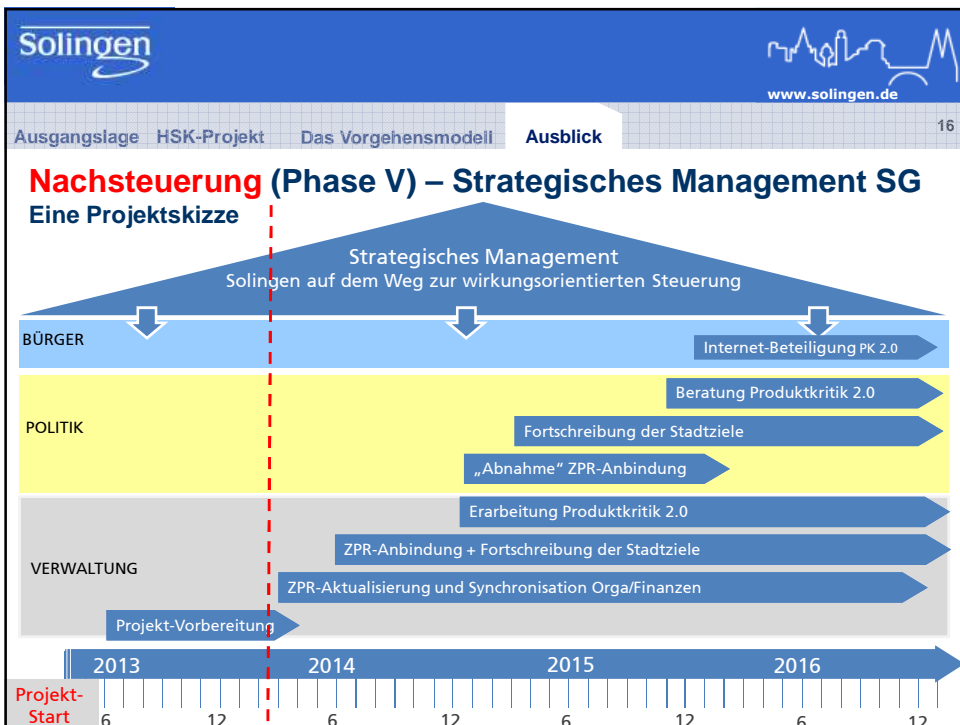 Solingen
www.solingen.de
Ausgangslage HSK-Projekt Das Vorgehensmodell Ausblick
16
Nachsteuerung (Phase V) – Strategisches Management SG
Eine Projektskizze
Strategisches Management
Solingen auf dem Weg zur wirkungsorientierten Steuerung
BÜRGER
Internet-Beteiligung PK 2.0
Beratung Produktkritik 2.0
POLITIK
Fortschreibung der Stadtziele
„Abnahme“ ZPR-Anbindung
Erarbeitung Produktkritik 2.0
ZPR-Anbindung + Fortschreibung der Stadtziele
VERWALTUNG
ZPR-Aktualisierung und Synchronisation Orga/Finanzen
Projekt-Vorbereitung
2013 2014 2015 2016
Projekt-
Start
6 12 6 12 6 12 6 12